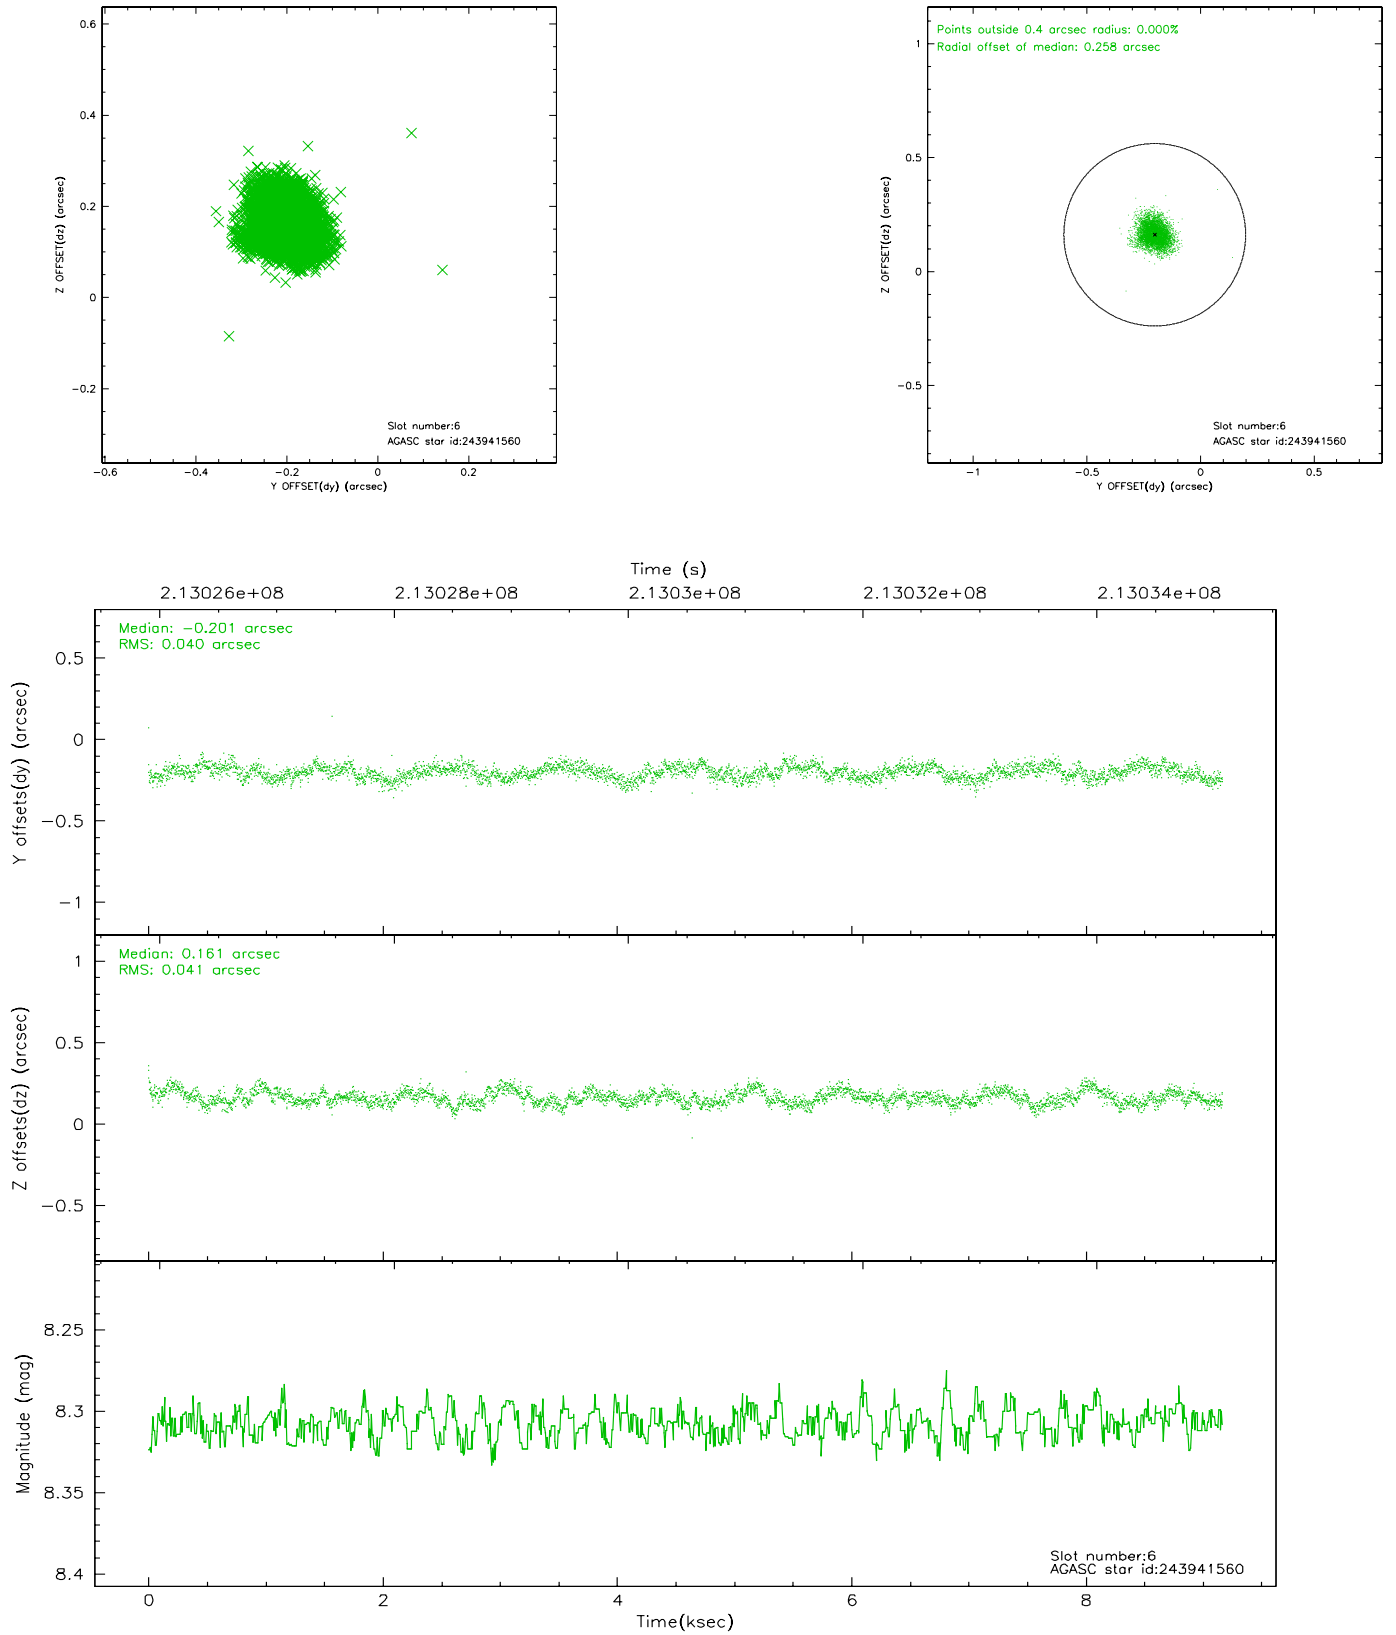 0.6
0.4
0.2
0
−0.2
Z OFFSET(dz) (arcsec)
Slot number:6
AGASC star id:243941560
−0.6 −0.4 −0.2 0 0.2
Y OFFSET(dy) (arcsec)
Points outside 0.4 arcsec radius: 0.000%
Radial offset of median: 0.258 arcsec
1
0.5
0
−0.5
Z OFFSET(dz) (arcsec)
Slot number:6
AGASC star id:243941560
−1 −0.5 0 0.5
Y OFFSET(dy) (arcsec)
Time (s)
2.13026e+08 2.13028e+08 2.1303e+08 2.13032e+08 2.13034e+08
Median: −0.201 arcsec
RMS: 0.040 arcsec
0.5
0
−0.5
−1
Y offsets(dy) (arcsec)
Median: 0.161 arcsec
RMS: 0.041 arcsec
1
0.5
0
−0.5
Z offsets(dz) (arcsec)
8.25
8.3
8.35
8.4
Magnitude (mag)
Slot number:6
AGASC star id:243941560
0 2 4 6 8
Time(ksec)